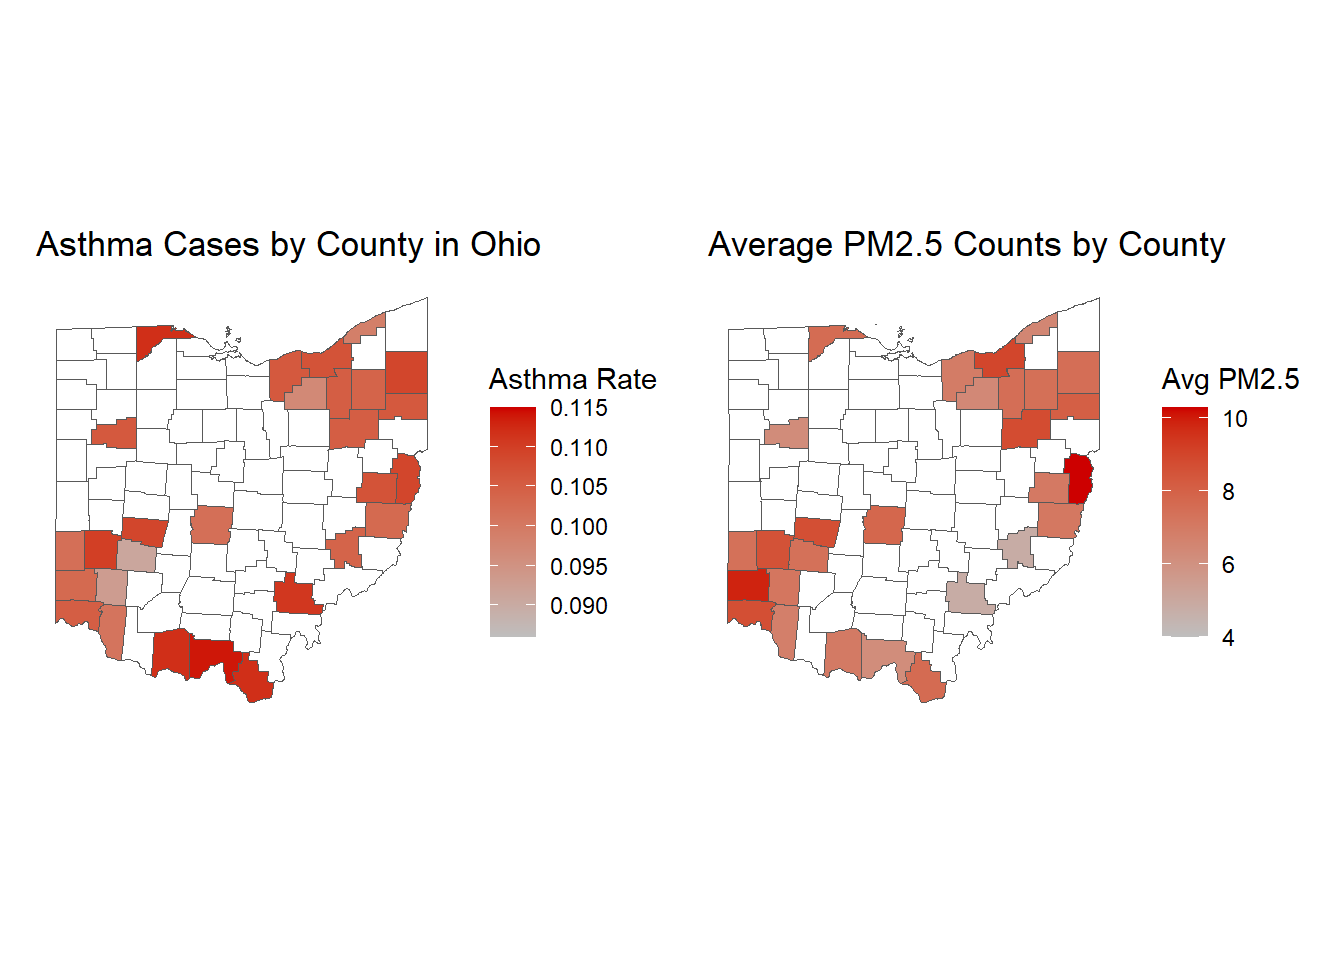 Asthma Cases by County in Ohio
Asthma Rate
0.115
0.110
0.105
0.100
0.095
0.090
Average PM2.5 Counts by County
Avg PM2.5
10
8
6
4